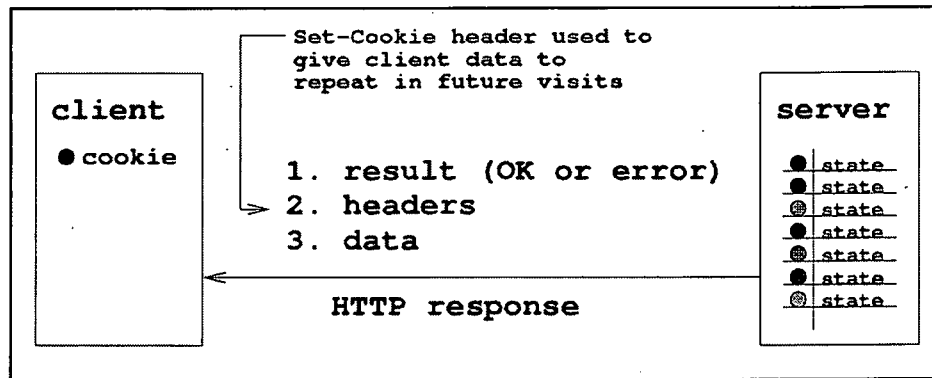 Set-Cookie header used to
give client data to
repeat in future visits
client
cookie
1. result (OK or error)
2. headers
3. data
HTTP response
server
state
state
state
state
state
state
state